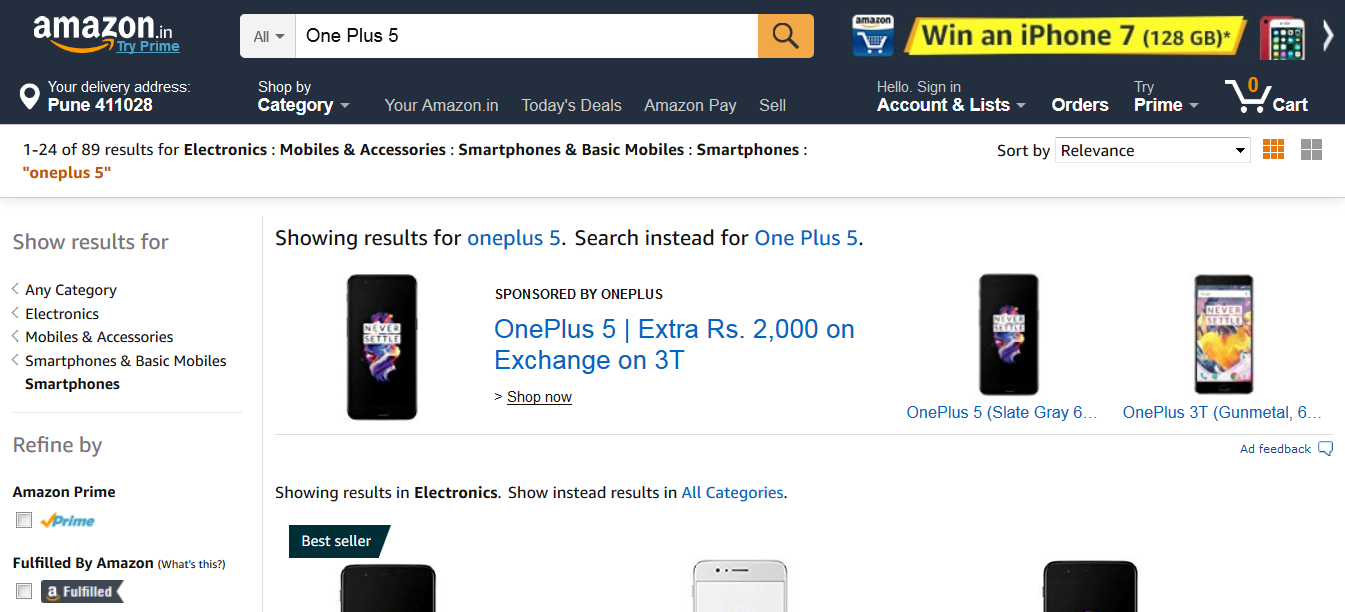 amazon.in
Try Prime
All
One Plus 5
amazon
Win an iPhone 7 (128 GB)*
Your delivery address:
Pune 411028
Shop by
Category
Your Amazon.in
Today's Deals
Amazon Pay
Sell
Hello. Sign in
Account & Lists
Orders
Try
Prime
0
Cart
1-24 of 89 results for Electronics : Mobiles & Accessories : Smartphones & Basic Mobiles : Smartphones :
"oneplus 5"
Sort by
Relevance
Show results for
Any Category
Electronics
Mobiles & Accessories
Smartphones & Basic Mobiles
Smartphones
Refine by
Amazon Prime
Prime
Fulfilled By Amazon (What's this?)
a Fulfilled
Showing results for oneplus 5. Search instead for One Plus 5.
NEVER
SETTLE
SPONSORED BY ONEPLUS
OnePlus 5 | Extra Rs. 2,000 on
Exchange on 3T
> Shop now
NEVER
SETTLE
OnePlus 5 (Slate Gray 6...
NEVER
SETTLE
OnePlus 3T (Gunmetal, 6...
Ad feedback
Showing results in Electronics. Show instead results in All Categories.
Best seller